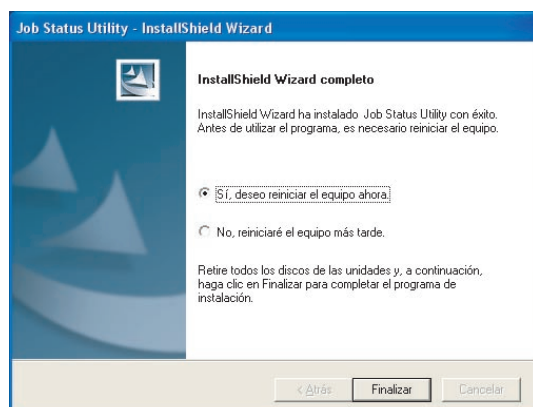 Job Status Utility - InstallShield Wizard
InstallShield Wizard completo
InstallShield Wizard ha instalado Job Status Utility con éxito.
Antes de utilizar el programa, es necesario reiniciar el equipo.
Sí, deseo reiniciar el equipo ahora.
No, reiniciaré el equipo más tarde.
Retire todos los discos de las unidades y, a continuación,
haga clic en Finalizar para completar el programa de
instalación.
< Atrás Finalizar Cancelar